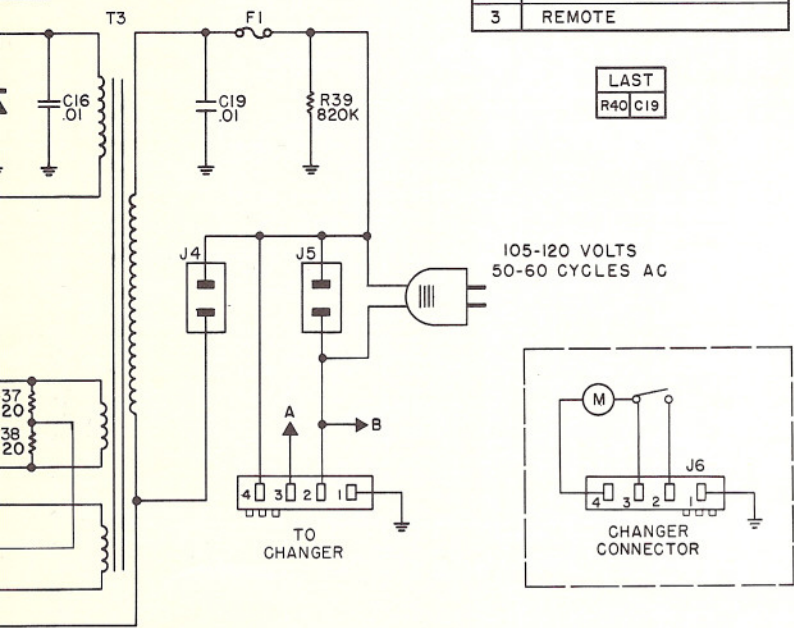 T3
F1
3 REMOTE
C16
.01
C19
.01
R39
820K
LAST
R40 C19
J4
J5
105-120 VOLTS
50-60 CYCLES AC
37
20
38
20
A
B
M
J6
4 3 2 1
TO
CHANGER
4 3 2 1
CHANGER
CONNECTOR